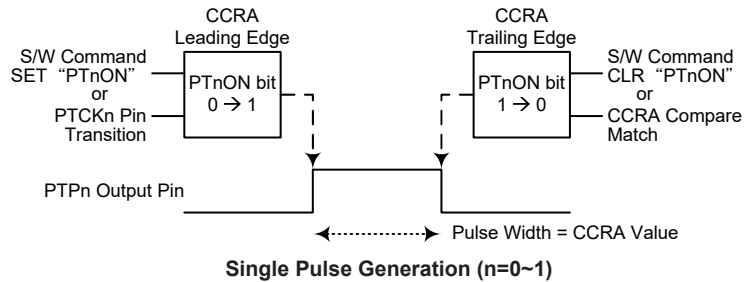 CCRA
Leading Edge
CCRA
Trailing Edge
S/W Command
SET “PTnON”
or
PTCKn Pin
Transition
PTnON bit
0 → 1
PTnON bit
1 → 0
S/W Command
CLR “PTnON”
or
CCRA Compare
Match
PTPn Output Pin
Pulse Width = CCRA Value
Single Pulse Generation (n=0~1)